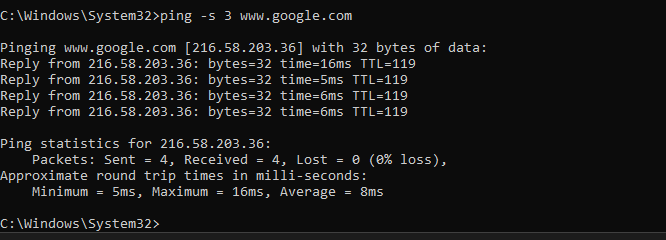 C:\Windows\System32>ping -s 3 www.google.com
Pinging www.google.com [216.58.203.36] with 32 bytes of data:
Reply from 216.58.203.36: bytes=32 time=16ms TTL=119
Reply from 216.58.203.36: bytes=32 time=5ms TTL=119
Reply from 216.58.203.36: bytes=32 time=6ms TTL=119
Reply from 216.58.203.36: bytes=32 time=6ms TTL=119
Ping statistics for 216.58.203.36:
    Packets: Sent = 4, Received = 4, Lost = 0 (0% loss),
Approximate round trip times in milli-seconds:
    Minimum = 5ms, Maximum = 16ms, Average = 8ms
C:\Windows\System32>